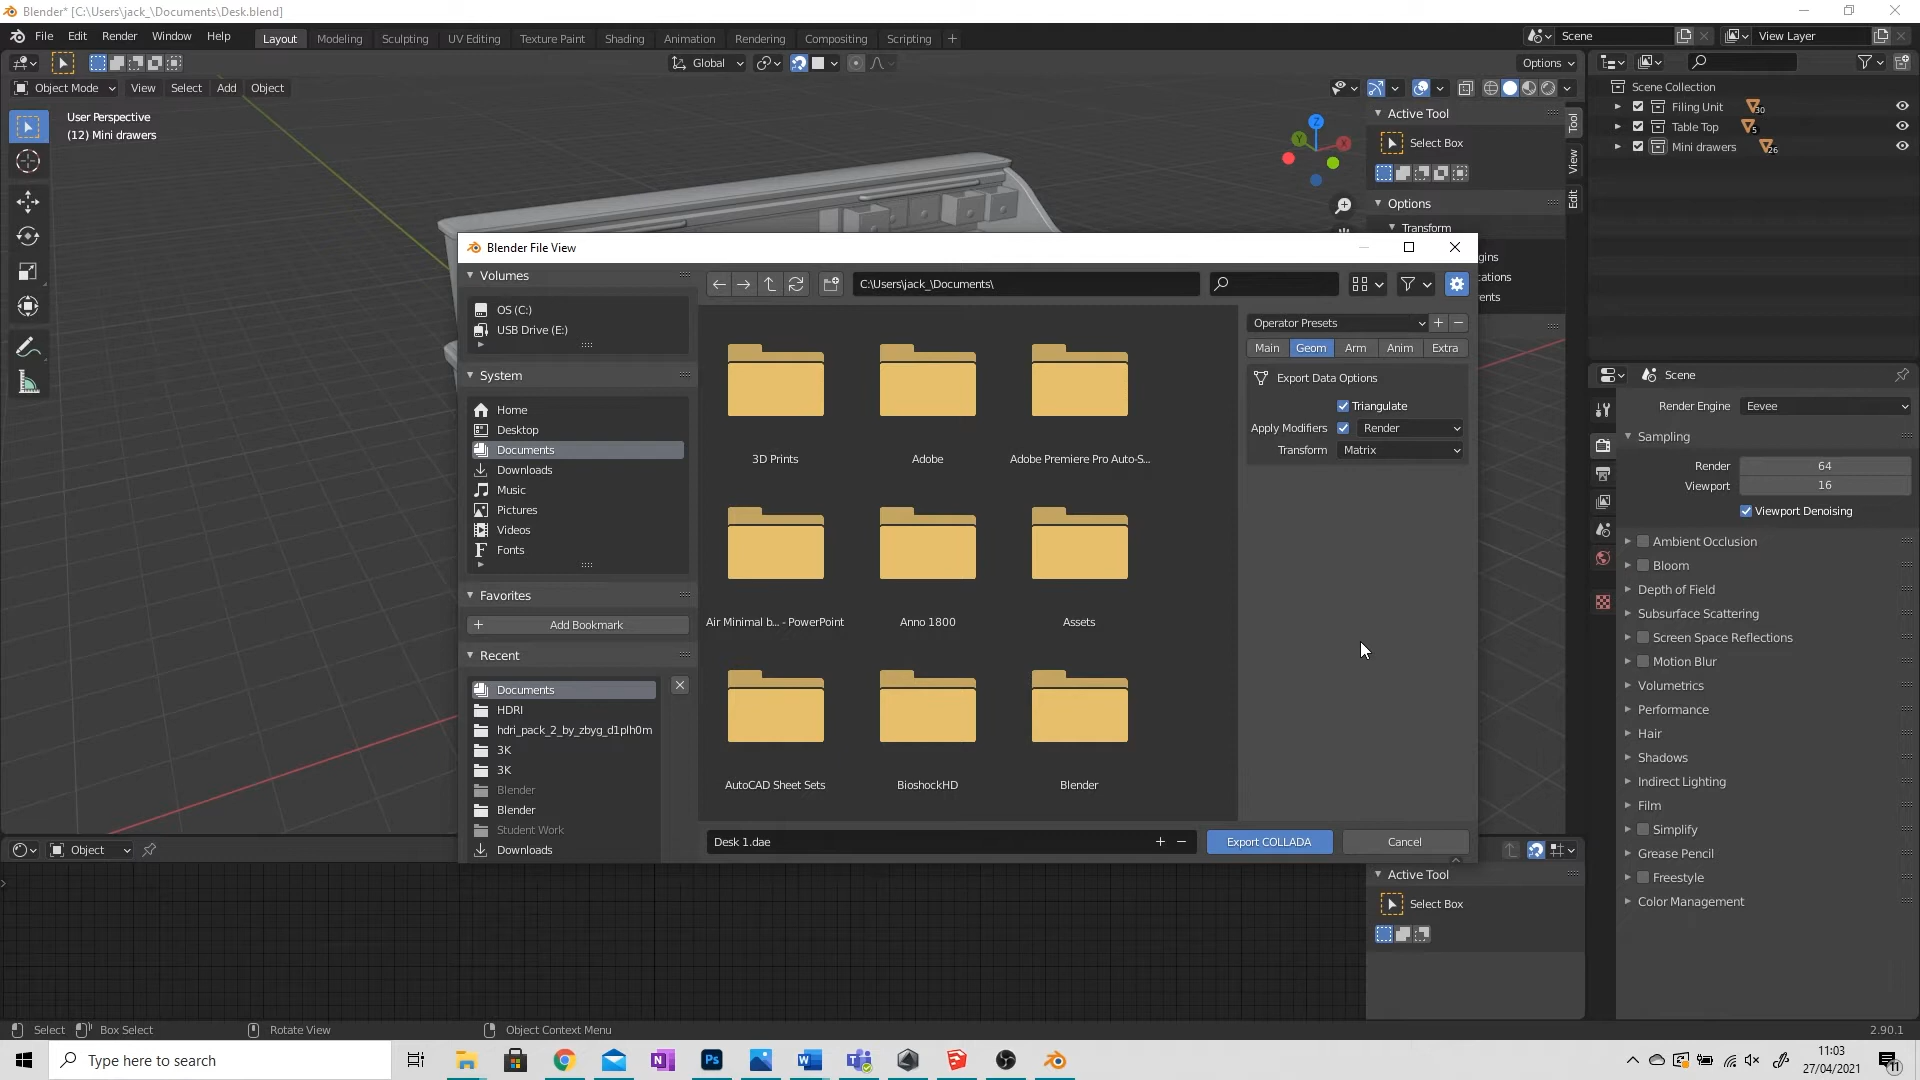 Blender* [C:\Users\jack_\Documents\Desk.blend]
File Edit Render Window Help
Layout Modeling Sculpting UV Editing Texture Paint Shading Animation Rendering Compositing Scripting +
Scene
View Layer
Global
Options
Object Mode View Select Add Object
User Perspective
(12) Mini drawers
Active Tool
Select Box
Options
Transform
Tool
View
Edit
Scene Collection
Filing Unit 30
Table Top 5
Mini drawers 26
Blender File View
Volumes
OS (C:)
USB Drive (E:)
System
Home
Desktop
Documents
Downloads
Music
Pictures
Videos
Fonts
Favorites
Add Bookmark
Recent
Documents
HDRI
hdri_pack_2_by_zbyg_d1plh0m
3K
3K
Blender
Blender
Student Work
Downloads
C:\Users\jack_\Documents\
3D Prints
Adobe
Adobe Premiere Pro Auto-S...
Air Minimal b... - PowerPoint
Anno 1800
Assets
AutoCAD Sheet Sets
BioshockHD
Blender
Operator Presets
Main Geom Arm Anim Extra
Export Data Options
Triangulate
Apply Modifiers Render
Transform Matrix
Desk 1.dae
Export COLLADA
Cancel
Scene
Render Engine Eevee
Sampling
Render 64
Viewport 16
Viewport Denoising
Ambient Occlusion
Bloom
Depth of Field
Subsurface Scattering
Screen Space Reflections
Motion Blur
Volumetrics
Performance
Hair
Shadows
Indirect Lighting
Film
Simplify
Grease Pencil
Freestyle
Color Management
Object
Active Tool
Select Box
Select Box Select Rotate View Object Context Menu
2.90.1
Type here to search
11:03
27/04/2021